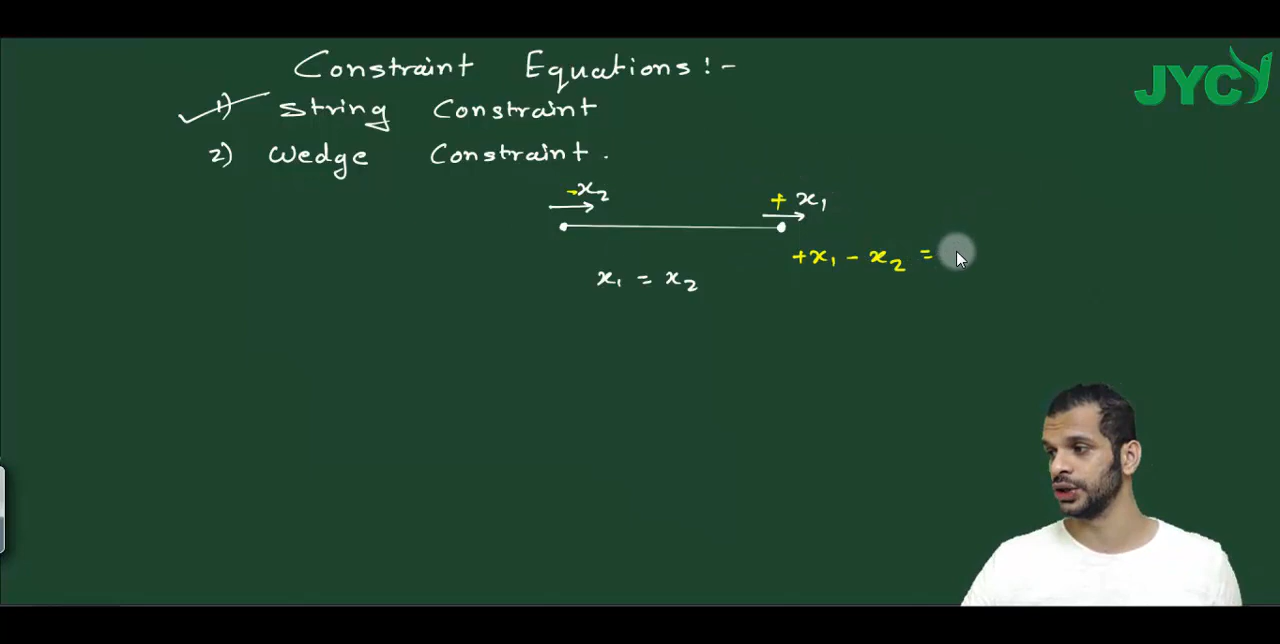 Constraint Equations :-
JYC
1) String Constraint
2) Wedge Constraint .
-x₂
+ x₁
+x₁ - x₂ =
x₁ = x₂